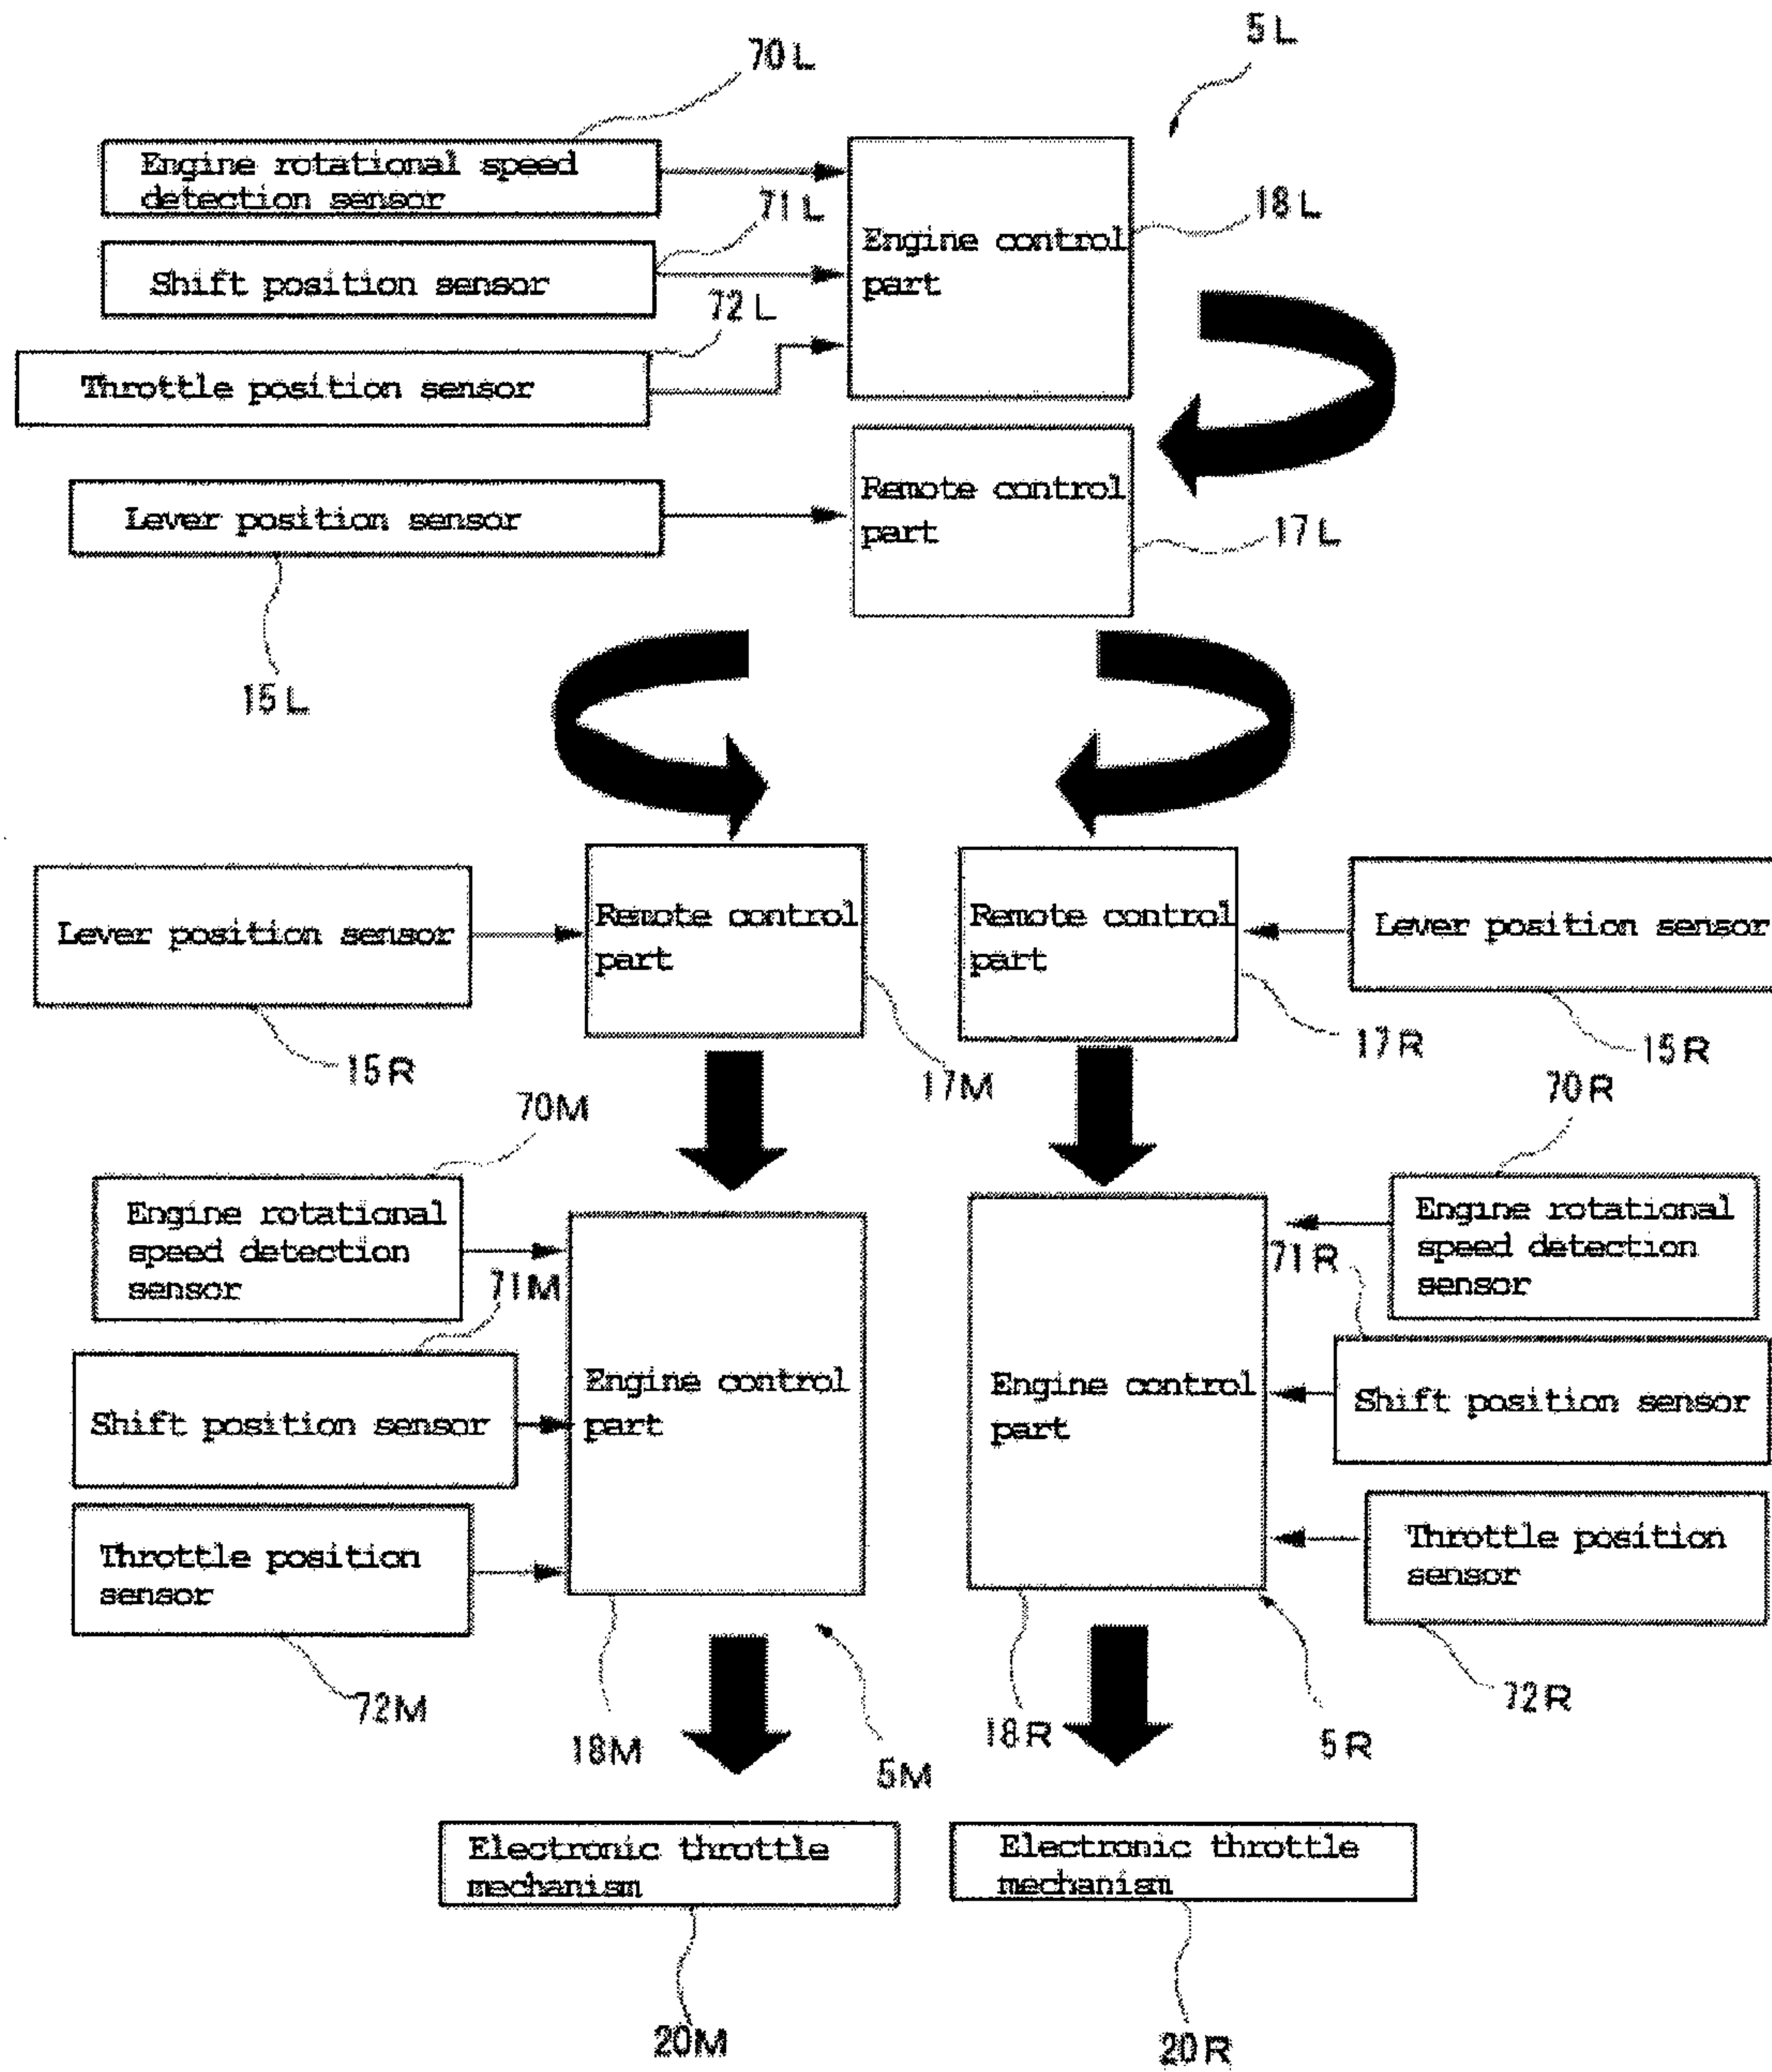 5L
70L
Engine rotational speed
detection sensor
71L
18L
Engine control
part
Shift position sensor
72L
Throttle position sensor
Remote control
part
Lever position sensor
17L
15L
Remote control
part
Remote control
part
Lever position sensor
Lever position sensor
15R
17M
17R
15R
70M
70R
Engine rotational
speed detection
sensor
Engine rotational
speed detection
sensor
71M
71R
Engine control
part
Engine control
part
Shift position sensor
Shift position sensor
Throttle position
sensor
Throttle position
sensor
72M
18M
5M
18R
5R
72R
Electronic throttle
mechanism
Electronic throttle
mechanism
20M
20R